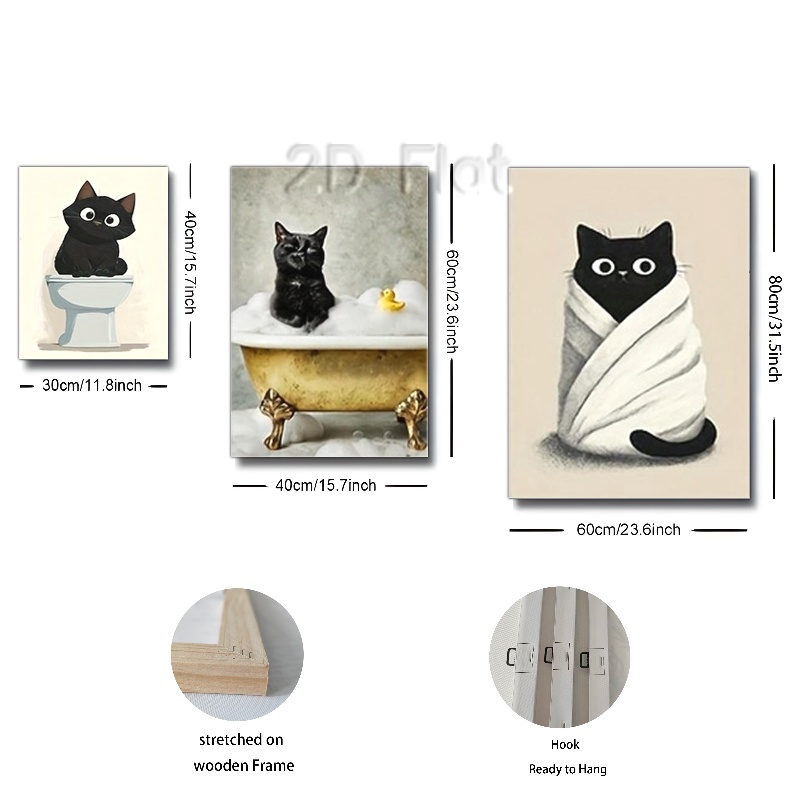 2D Flat
40cm/15.7inch
30cm/11.8inch
60cm/23.6inch
40cm/15.7inch
80cm/31.5inch
60cm/23.6inch
stretched on
wooden Frame
Hook
Ready to Hang